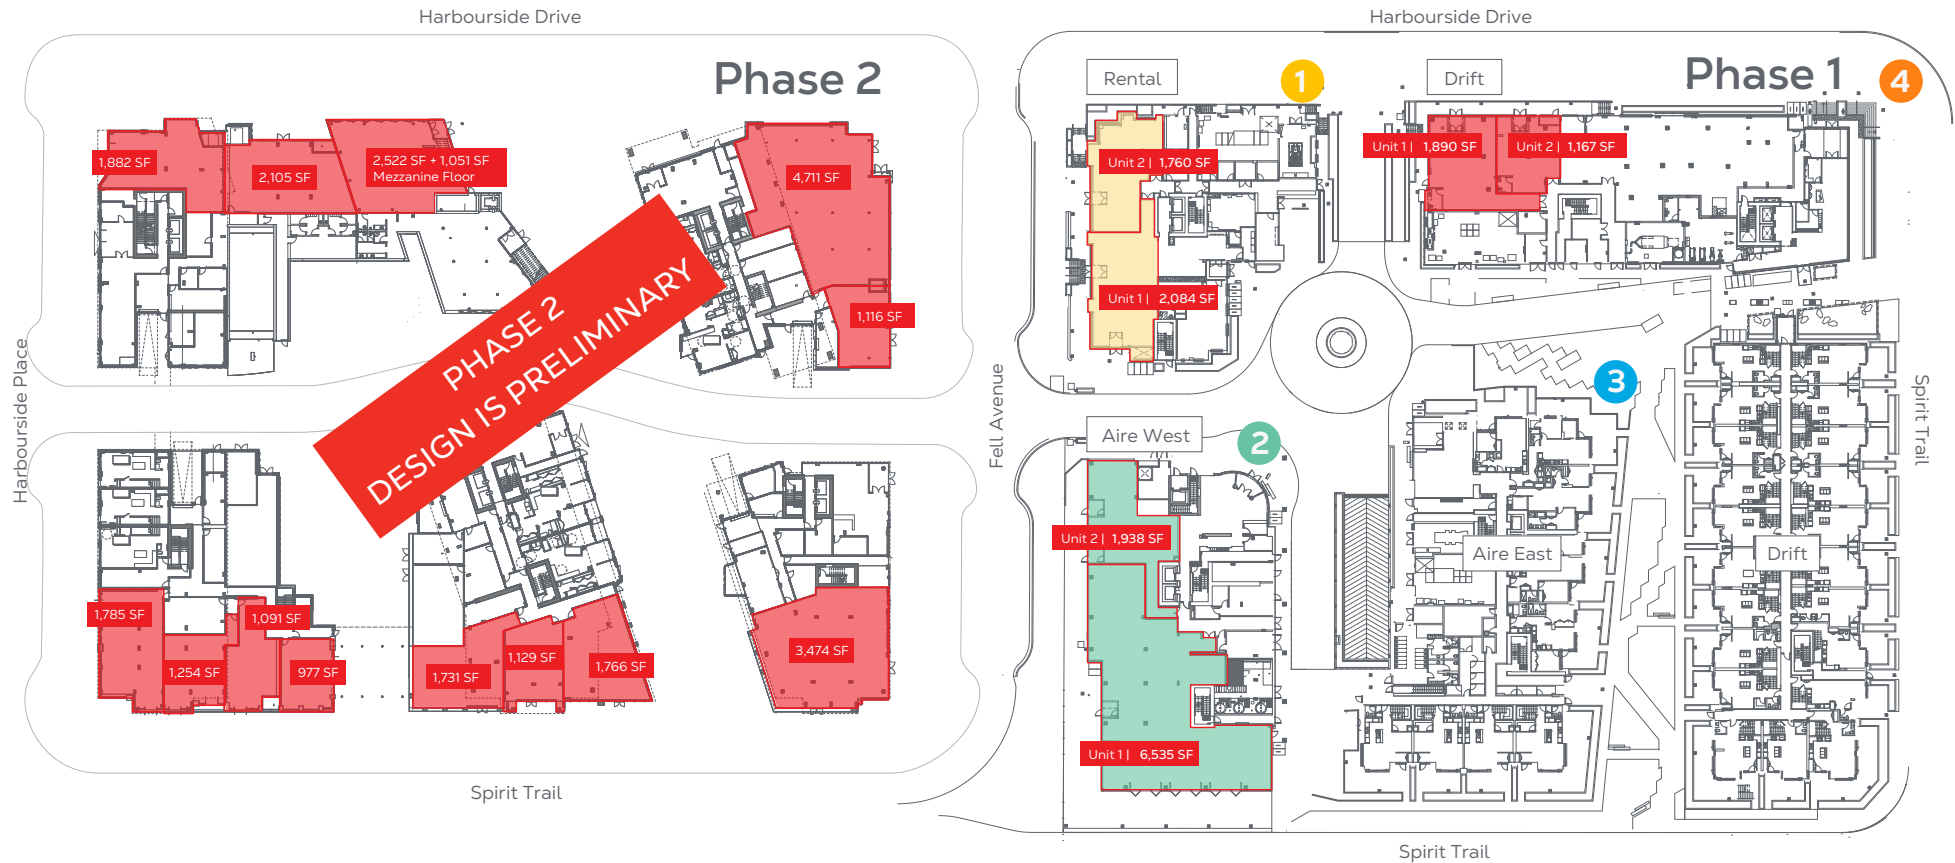 Harbourside Drive
Harbourside Drive
Phase 2
Phase 1
Rental
1
Drift
4
1,882 SF
2,105 SF
2,522 SF + 1,051 SF
Mezzanine Floor
4,711 SF
1,116 SF
Unit 2 | 1,760 SF
Unit 1 | 2,084 SF
Unit 1 | 1,890 SF
Unit 2 | 1,167 SF
PHASE 2
DESIGN IS PRELIMINARY
Harbourside Place
Fell Avenue
Spirit Trail
3
Aire West
2
Unit 2 | 1,938 SF
Aire East
Drift
1,785 SF
1,254 SF
1,091 SF
977 SF
1,731 SF
1,129 SF
1,766 SF
3,474 SF
Unit 1 | 6,535 SF
Spirit Trail
Spirit Trail